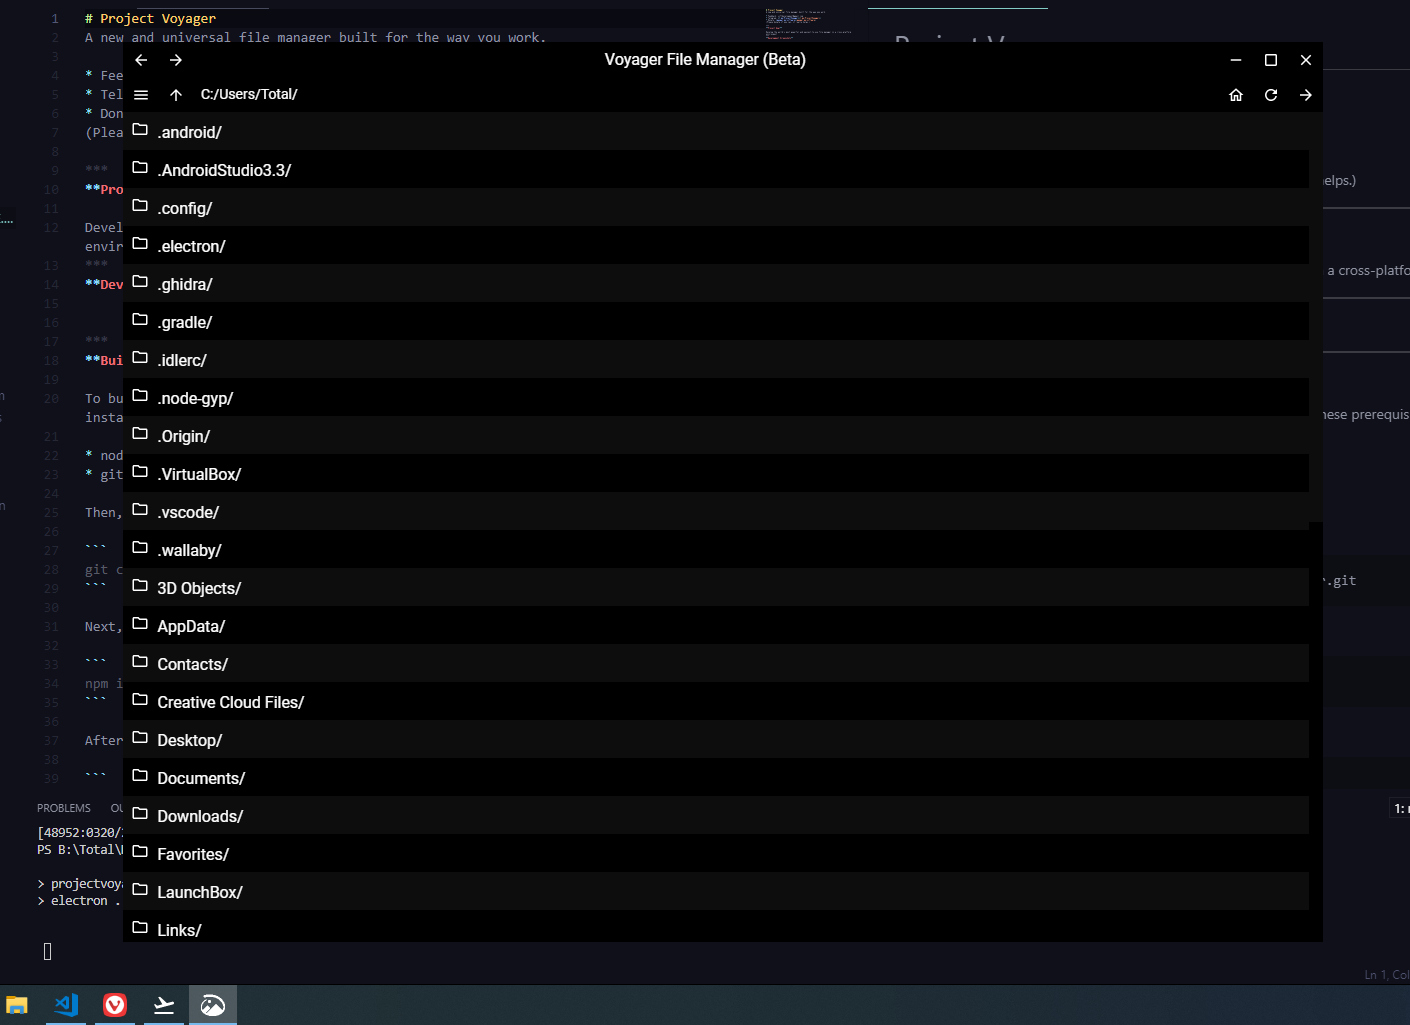 1 # Project Voyager
2 A new and universal file manager built for the way you work.
3
Voyager File Manager (Beta)
4 * Fee
5 * Tel
C:/Users/Total/
6 * Don
7 (Plea
.android/
8
9 ***
.AndroidStudio3.3/
10 **Pro
elps.)
11
.config/
12 Devel
envir
.electron/
13 ***
a cross-platfo
14 **Dev
.ghidra/
15
16
.gradle/
17 ***
18 **Bui
.idlerc/
19
20 To bu
.node-gyp/
insta
nese prerequis
21
.Origin/
22 * nod
23 * git
.VirtualBox/
24
25 Then,
.vscode/
26
27 ```
.wallaby/
28 git c
29 ```
3D Objects/
r.git
30
31 Next,
AppData/
32
33 ```
Contacts/
34 npm i
35 ```
Creative Cloud Files/
36
37 After
Desktop/
38
39 ```
Documents/
PROBLEMS OU
Downloads/
1:
[48952:0320/
PS B:\Total\
Favorites/
> projectvoya
LaunchBox/
> electron .
Links/
Ln 1, Col